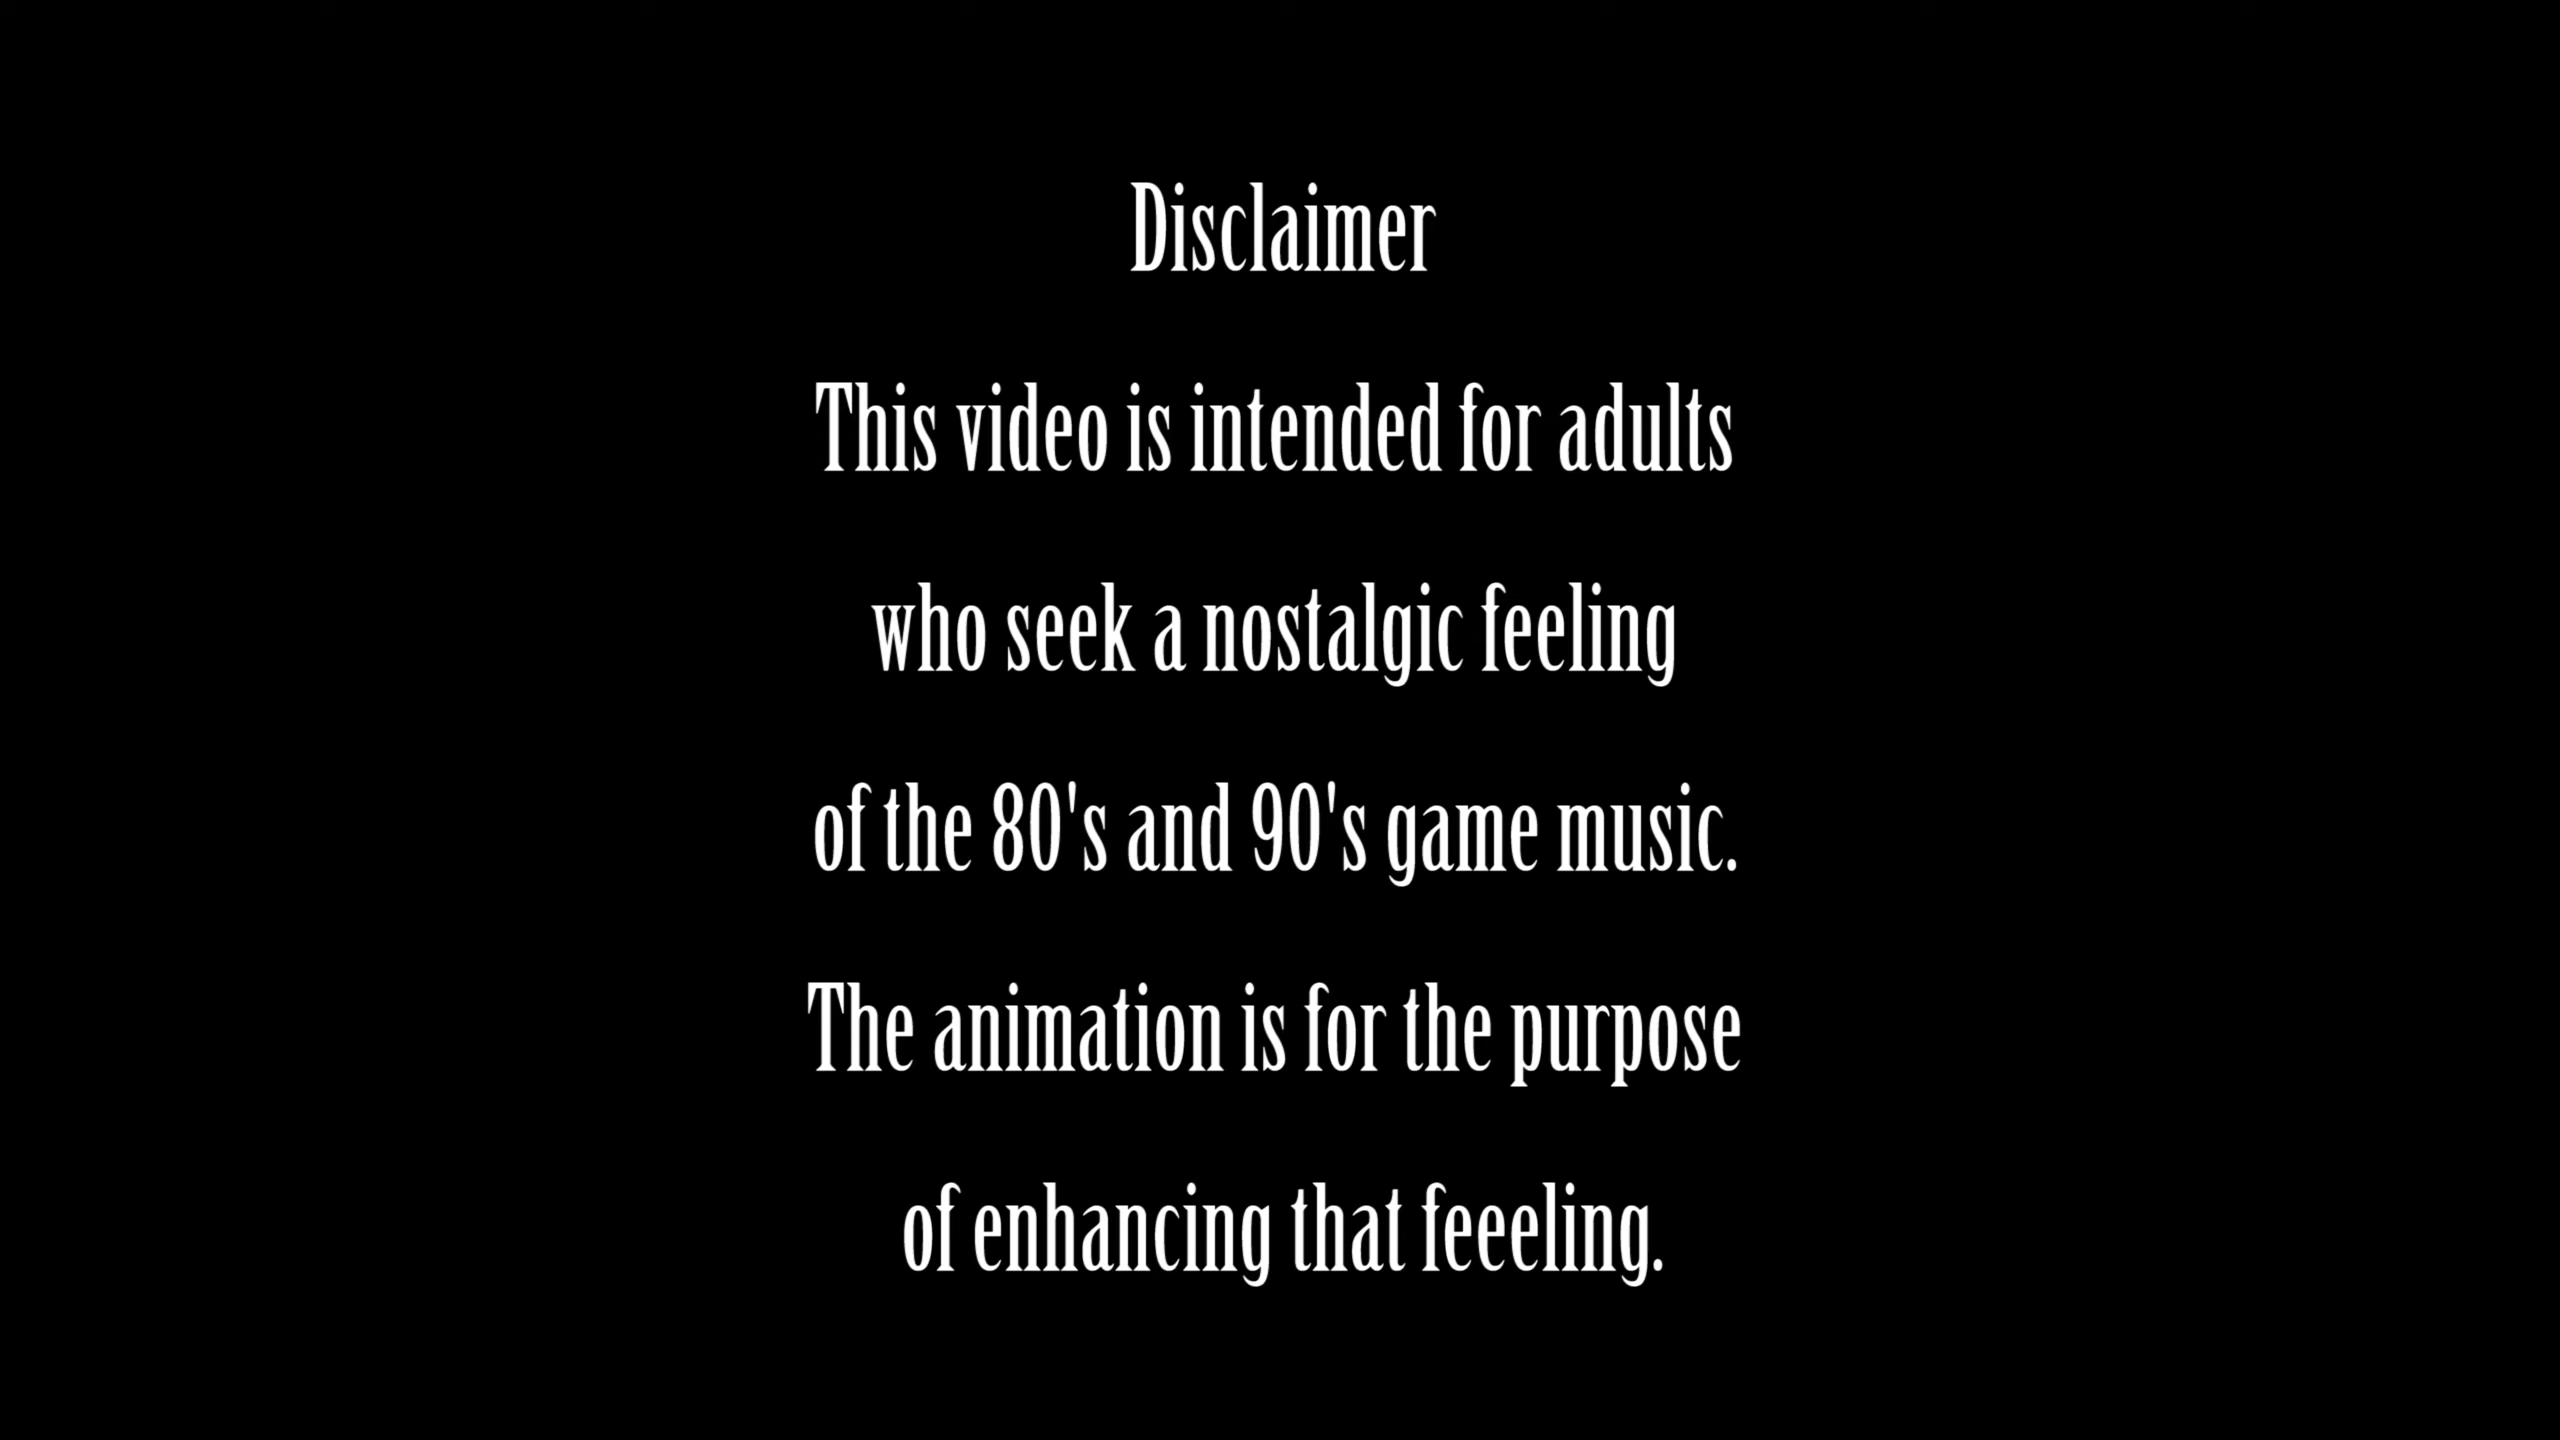 Disclaimer
This video is intended for adults
who seek a nostalgic feeling
of the 80's and 90's game music.
The animation is for the purpose
of enhancing that feeeling.